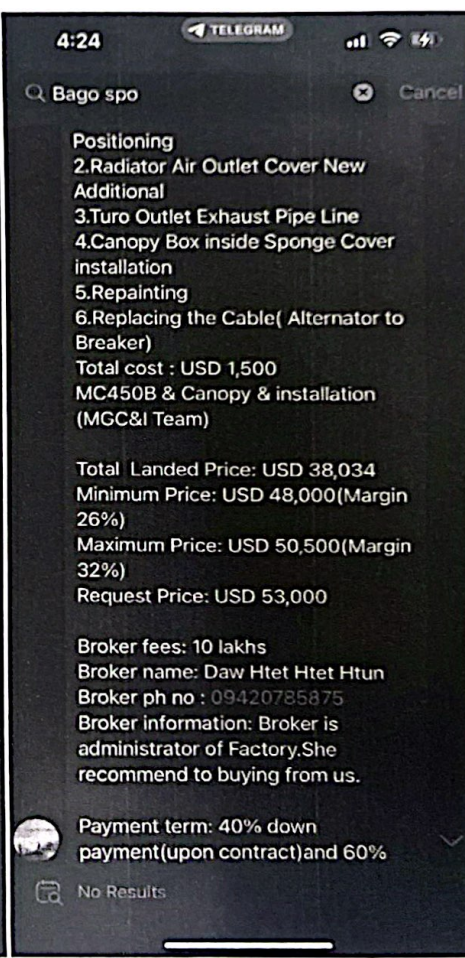 4:24
TELEGRAM
Bago spo
Cancel
Positioning
2.Radiator Air Outlet Cover New
Additional
3.Turo Outlet Exhaust Pipe Line
4.Canopy Box inside Sponge Cover
installation
5.Repainting
6.Replacing the Cable( Alternator to
Breaker)
Total cost : USD 1,500
MC450B & Canopy & installation
(MGC&I Team)
Total Landed Price: USD 38,034
Minimum Price: USD 48,000(Margin
26%)
Maximum Price: USD 50,500(Margin
32%)
Request Price: USD 53,000
Broker fees: 10 lakhs
Broker name: Daw Htet Htet Htun
Broker ph no : 09420785875
Broker information: Broker is
administrator of Factory.She
recommend to buying from us.
Payment term: 40% down
payment(upon contract)and 60%
No Results